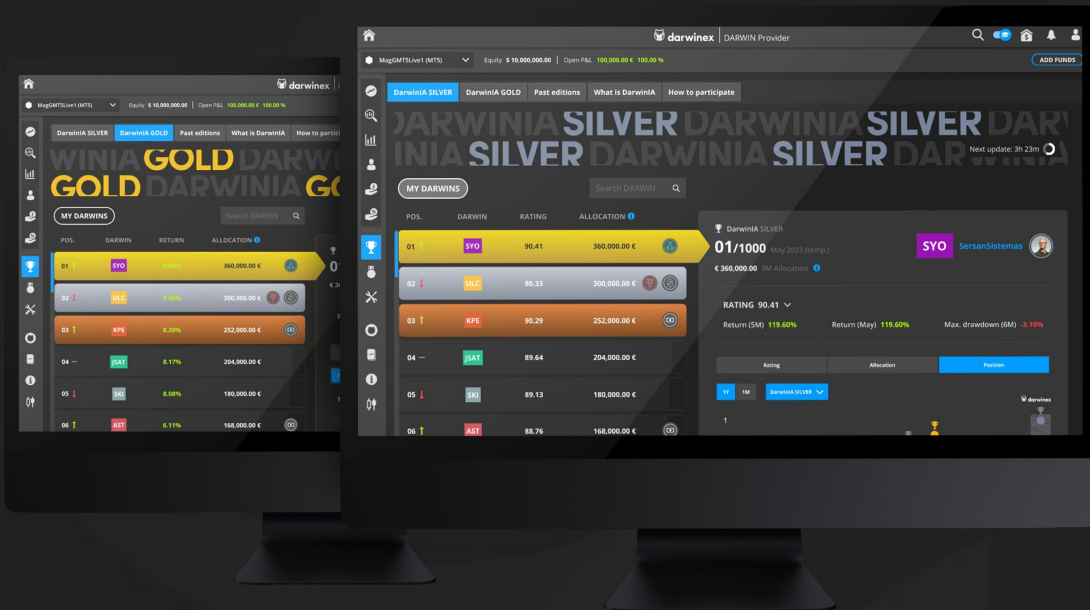 darwinex
MagGMT5Live1 (MT5) Equity $ 10,000,000.00 Open P&L 100,000.00 € 100.00 %
DarwinIA SILVER DarwinIA GOLD Past editions What is DarwinIA
WINIA GOLD DARW
GOLD DARWINIA GO
MY DARWINS Search DARWIN
POS. DARWIN RETURN ALLOCATION
01 SYO 360,000.00 €
02 ULC 300,000.00 €
03 KPE 8.20% 252,000.00 €
04 JSAT 8.17% 204,000.00 €
05 SKI 8.08% 180,000.00 €
06 AST 6.11% 168,000.00 €
darwinex DARWIN Provider
MagGMT5Live1 (MT5) Equity $ 10,000,000.00 Open P&L 100,000.00 € 100.00 % ADD FUNDS
DarwinIA SILVER DarwinIA GOLD Past editions What is DarwinIA How to participate
DARWINIA SILVER DARWINIA SILVER DARW
INIA SILVER DARWINIA SILVER DARWINIA
Next update: 3h 23m
MY DARWINS Search DARWIN
POS. DARWIN RATING ALLOCATION
01 SYO 90.41 360,000.00 €
02 ULC 90.33 300,000.00 €
03 KPE 90.29 252,000.00 €
04 JSAT 89.64 204,000.00 €
05 SKI 89.13 180,000.00 €
06 AST 88.76 168,000.00 €
DarwinIA SILVER
01/1000 May 2023 (temp.) SYO SersanSistemas
€ 360,000.00 3M Allocation
RATING 90.41
Return (5M) 119.60% Return (May) 119.60% Max. drawdown (6M) -3.10%
Rating Allocation Position
1Y 1M DarwinIA SILVER
darwinex
1